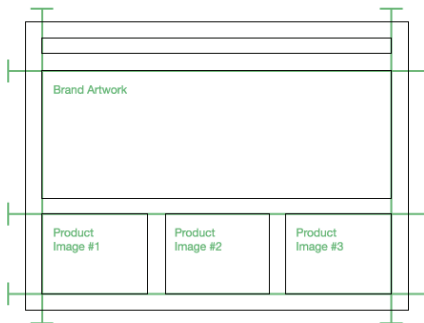 Brand Artwork
Product
Image #1
Product
Image #2
Product
Image #3